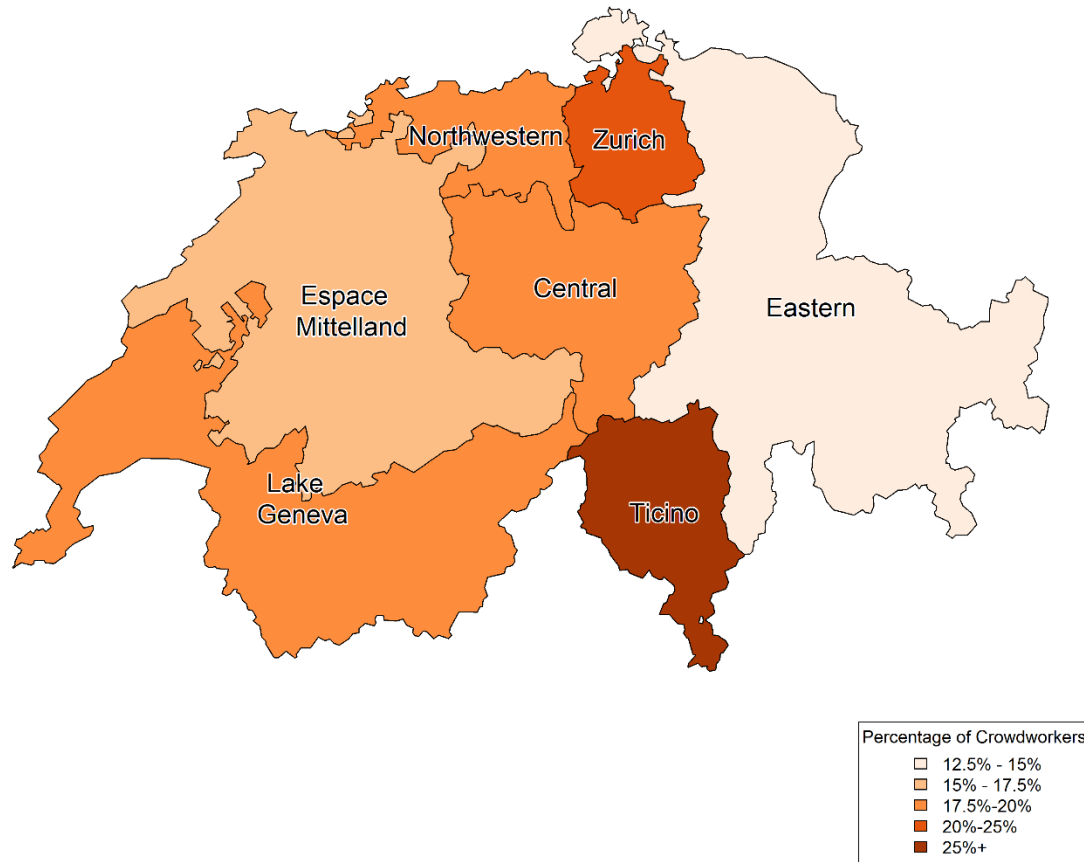 Northwestern
Zurich
Central
Espace
Mittelland
Eastern
Lake
Geneva
Ticino
Percentage of Crowdworkers
12.5% - 15%
15% - 17.5%
17.5%-20%
20%-25%
25%+